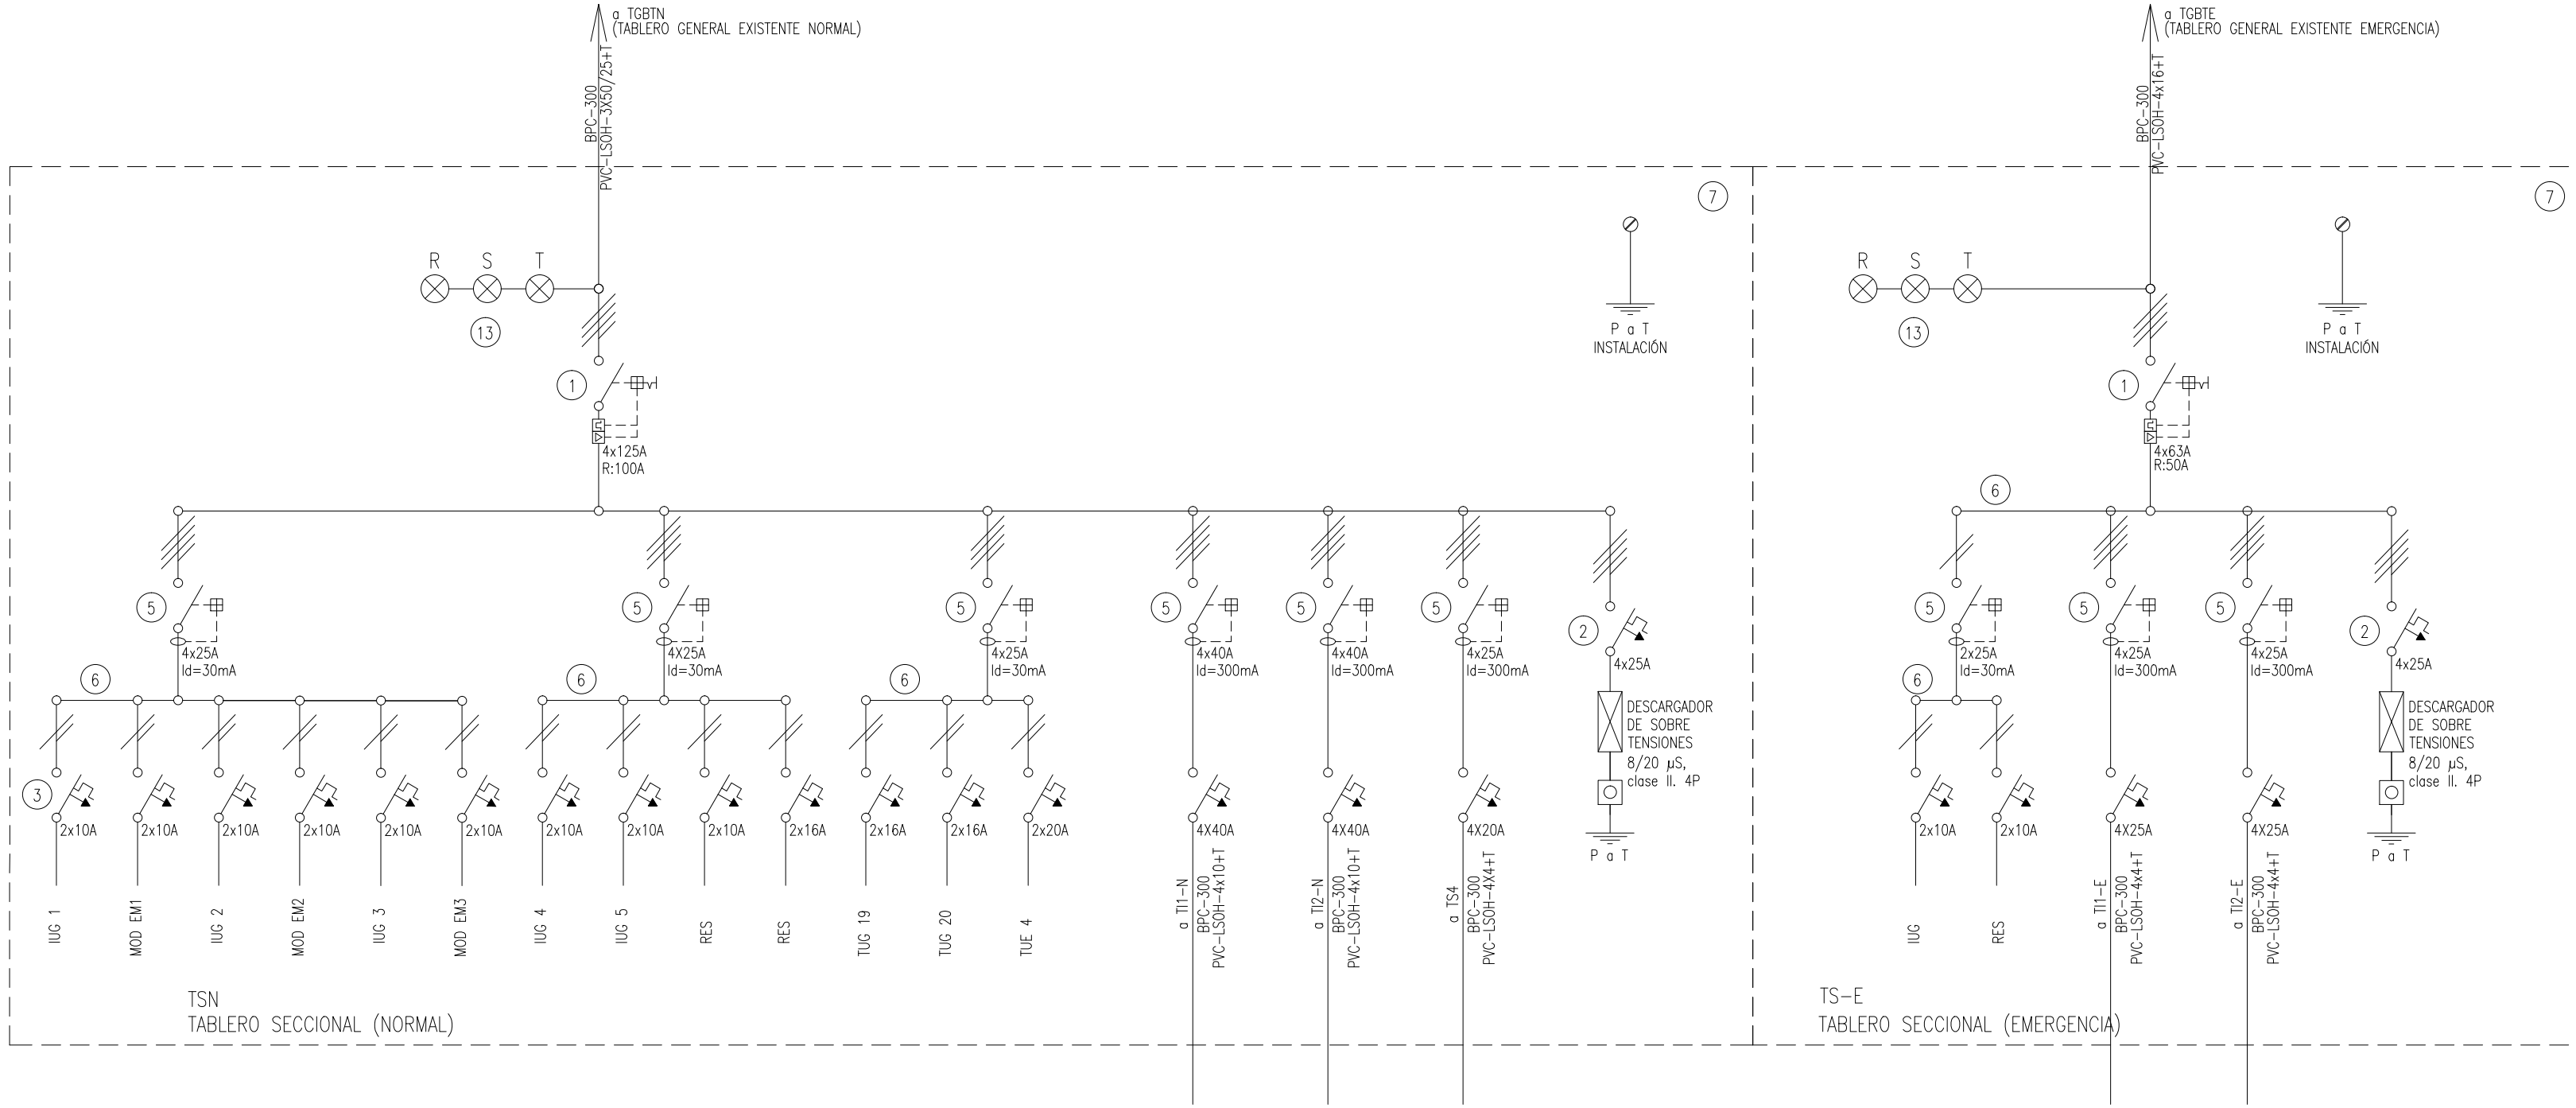 a TGBTN
(TABLERO GENERAL EXISTENTE NORMAL)
BPC-300
PVC-LSOH-3X50/25+T
7
R S T
13
P a T
INSTALACIÓN
1
4x125A
R:100A
5
4x25A
Id=30mA
5
4X25A
Id=30mA
5
4x25A
Id=30mA
5
4x40A
Id=300mA
5
4x40A
Id=300mA
5
4x25A
Id=300mA
2
4x25A
6
6
6
DESCARGADOR
DE SOBRE
TENSIONES
8/20 µS,
clase II. 4P
P a T
3
2x10A
2x10A
2x10A
2x10A
2x10A
2x10A
2x10A
2x10A
2x10A
2x16A
2x16A
2x16A
2x20A
4X40A
4X40A
4X20A
IUG 1
MOD EM1
IUG 2
MOD EM2
IUG 3
MOD EM3
IUG 4
IUG 5
RES
RES
TUG 19
TUG 20
TUE 4
a TI1-N
BPC-300
PVC-LSOH-4x10+T
a TI2-N
BPC-300
PVC-LSOH-4x10+T
a TS4
BPC-300
PVC-LSOH-4X4+T
TSN
TABLERO SECCIONAL (NORMAL)
a TGBTE
(TABLERO GENERAL EXISTENTE EMERGENCIA)
BPC-300
PVC-LSOH-4x16+T
7
R S T
13
P a T
INSTALACIÓN
1
4x63A
R:50A
6
5
2x25A
Id=30mA
5
4x25A
Id=300mA
5
4x25A
Id=300mA
2
4x25A
6
DESCARGADOR
DE SOBRE
TENSIONES
8/20 µS,
clase II. 4P
P a T
2x10A
2x10A
4X25A
4X25A
IUG
RES
a TI1-E
BPC-300
PVC-LSOH-4x4+T
a TI2-E
BPC-300
PVC-LSOH-4x4+T
TS-E
TABLERO SECCIONAL (EMERGENCIA)